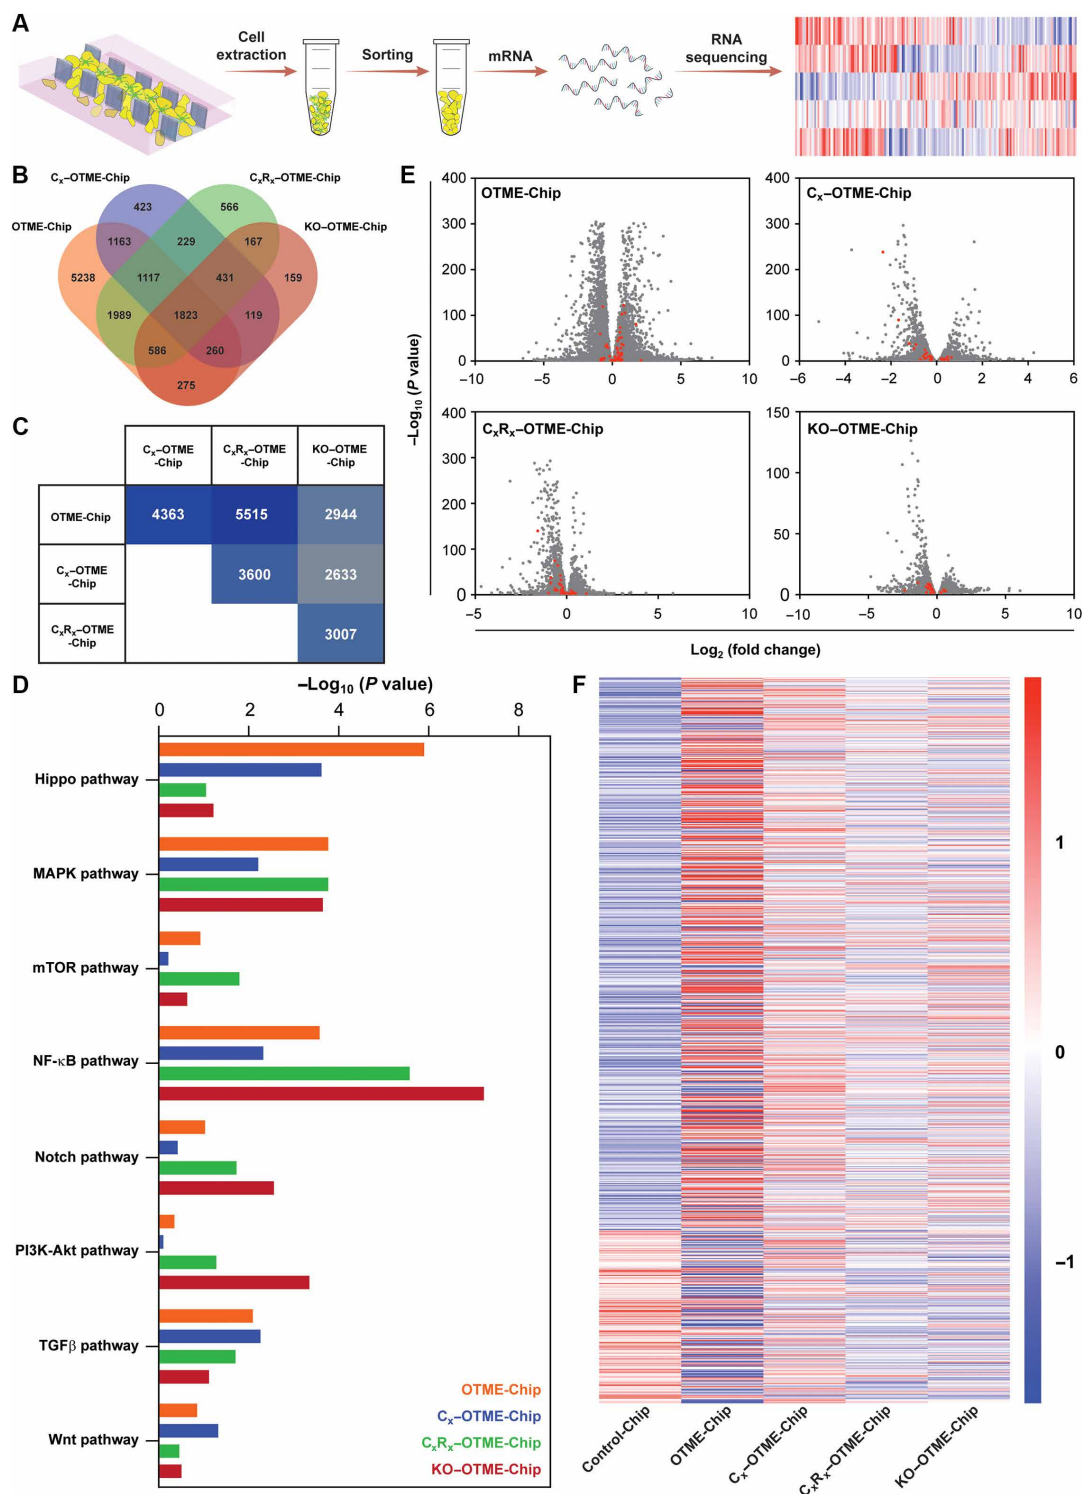 A
Cell
extraction
Sorting
mRNA
RNA
sequencing
B
Cx–OTME-Chip
CxRx–OTME-Chip
OTME-Chip
KO–OTME-Chip
423
566
1163
229
167
5238
1117
431
159
1989
1823
119
586
260
275
C
Cx–OTME
-Chip
CxRx–OTME
-Chip
KO–OTME
-Chip
OTME-Chip
4363
5515
2944
Cx–OTME
-Chip
3600
2633
CxRx–OTME
-Chip
3007
E
–Log10 (P value)
OTME-Chip
400
300
200
100
0
–10
–5
0
5
10
Cx–OTME-Chip
400
300
200
100
0
–6
–4
–2
0
2
4
6
CxRx–OTME-Chip
400
300
200
100
0
–5
0
5
10
KO–OTME-Chip
150
100
50
0
–10
–5
0
5
10
Log2 (fold change)
D
–Log10 (P value)
0
2
4
6
8
Hippo pathway
MAPK pathway
mTOR pathway
NF-κB pathway
Notch pathway
PI3K-Akt pathway
TGFβ pathway
Wnt pathway
OTME-Chip
Cx–OTME-Chip
CxRx–OTME-Chip
KO–OTME-Chip
F
1
0
–1
Control-Chip
OTME-Chip
Cx–OTME-Chip
CxRx–OTME-Chip
KO–OTME-Chip